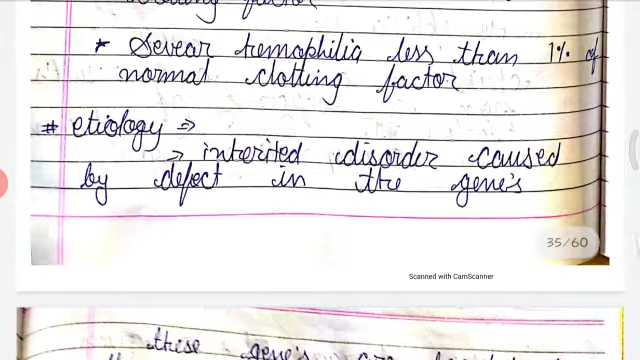 * Sevear hemophilia less than 1% of
normal clotting factor
# etiology ⇒
→ inherited disorder caused
by defect in the gene's
35/60
Scanned with CamScanner
these gene's